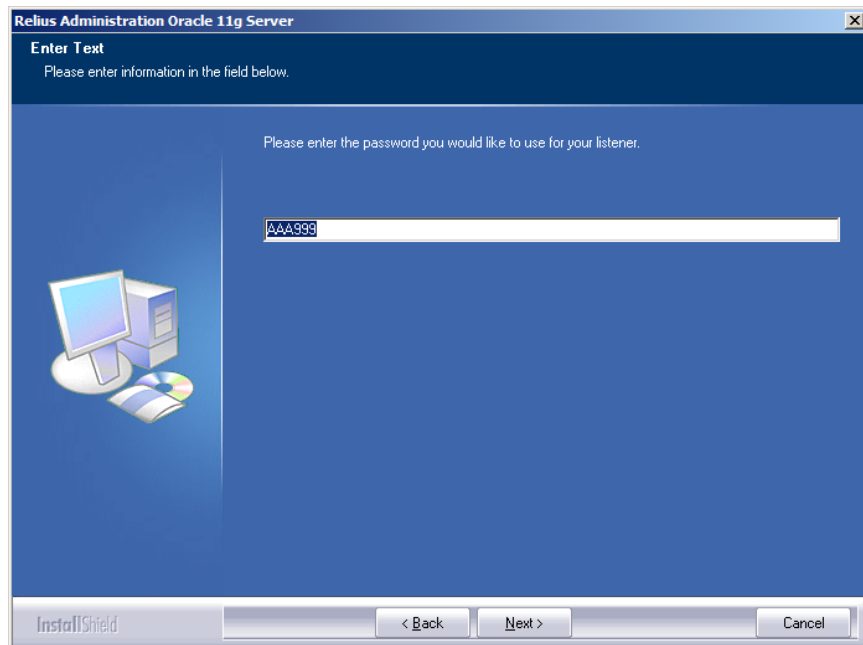 Relius Administration Oracle 11g Server
Enter Text
Please enter information in the field below.
Please enter the password you would like to use for your listener.
AAA999
InstallShield
< Back Next > Cancel